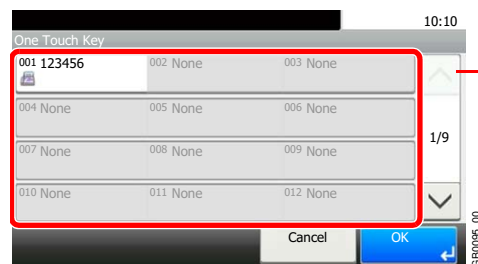 10:10
One Touch Key
001 123456
002 None
003 None
004 None
005 None
006 None
1/9
007 None
008 None
009 None
010 None
011 None
012 None
Cancel
OK